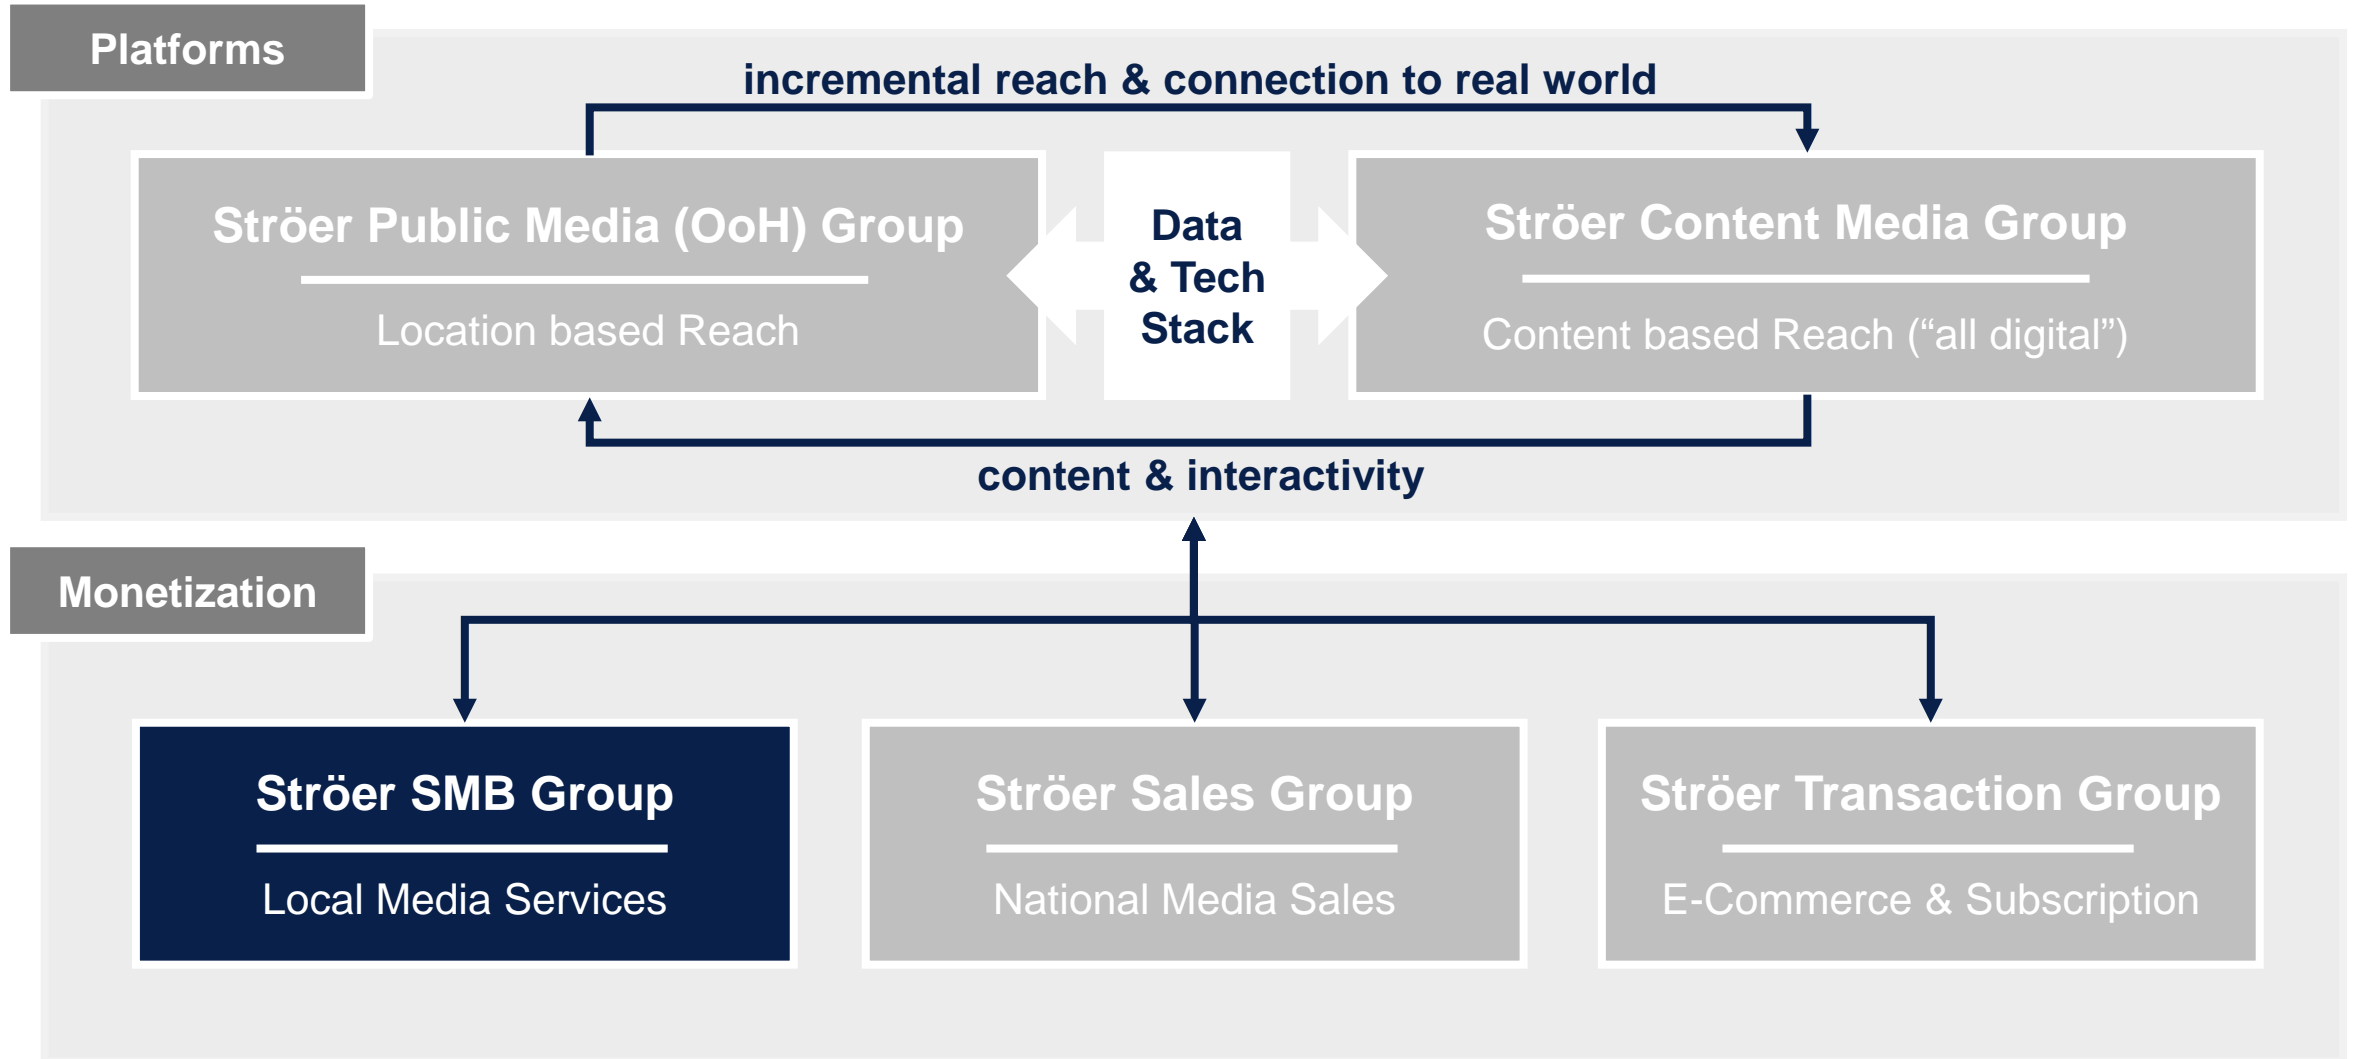 Platforms
incremental reach & connection to real world
Ströer Public Media (OoH) Group
Location based Reach
Data
& Tech
Stack
Ströer Content Media Group
Content based Reach (“all digital”)
content & interactivity
Monetization
Ströer SMB Group
Local Media Services
Ströer Sales Group
National Media Sales
Ströer Transaction Group
E-Commerce & Subscription